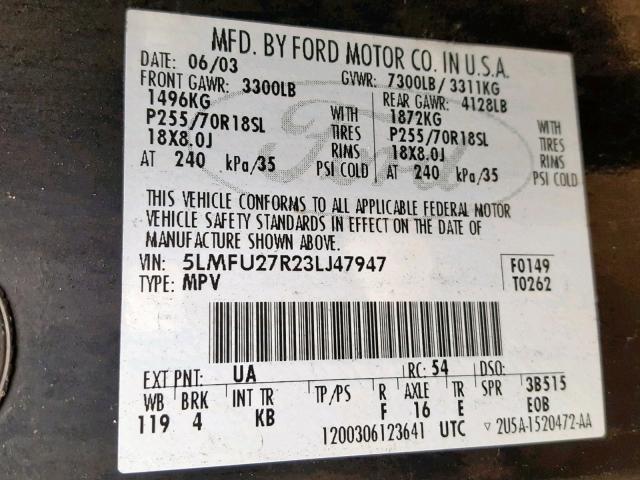 MFD. BY FORD MOTOR CO. IN U.S.A.
DATE: 06/03 GVWR: 7300LB/ 3311KG
FRONT GAWR: 3300LB REAR GAWR: 4128LB
1496KG WITH 1872KG WITH
P255/70R18SL TIRES P255/70R18SL TIRES
18X8.0J RIMS 18X8.0J RIMS
AT 240 kPa/35 PSI COLD AT 240 kPa/35 PSI COLD
Ford
THIS VEHICLE CONFORMS TO ALL APPLICABLE FEDERAL MOTOR
VEHICLE SAFETY STANDARDS IN EFFECT ON THE DATE OF
MANUFACTURE SHOWN ABOVE.
VIN: 5LMFU27R23LJ47947 F0149
TYPE: MPV T0262
EXT PNT: UA RC: 54 DSO:
WB BRK INT TR TP/PS R AXLE TR SPR 3B515
119 4 KB F 16 E EOB
1200306123641 UTC ▽ 2U5A-1520472-AA